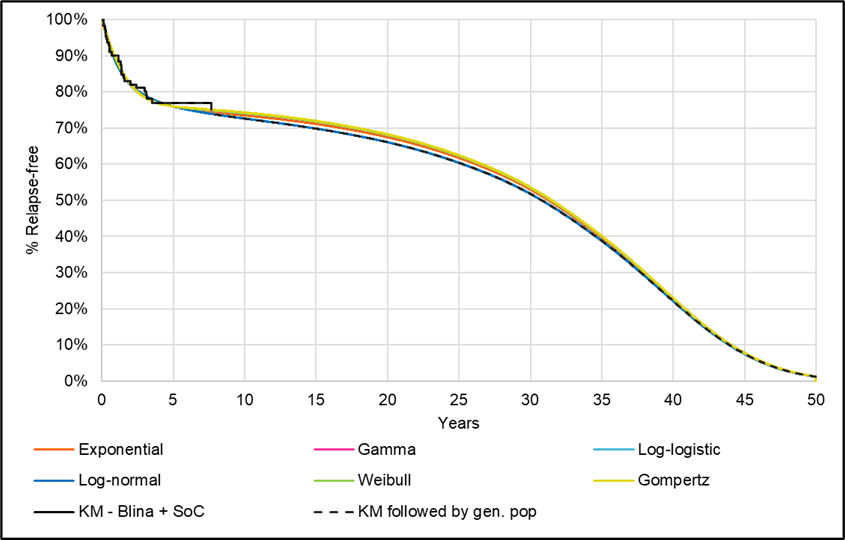 100%
90%
80%
70%
60%
50%
40%
30%
20%
10%
0%
% Relapse-free
0 5 10 15 20 25 30 35 40 45 50
Years
Exponential Gamma Log-logistic
Log-normal Weibull Gompertz
KM - Blina + SoC KM followed by gen. pop